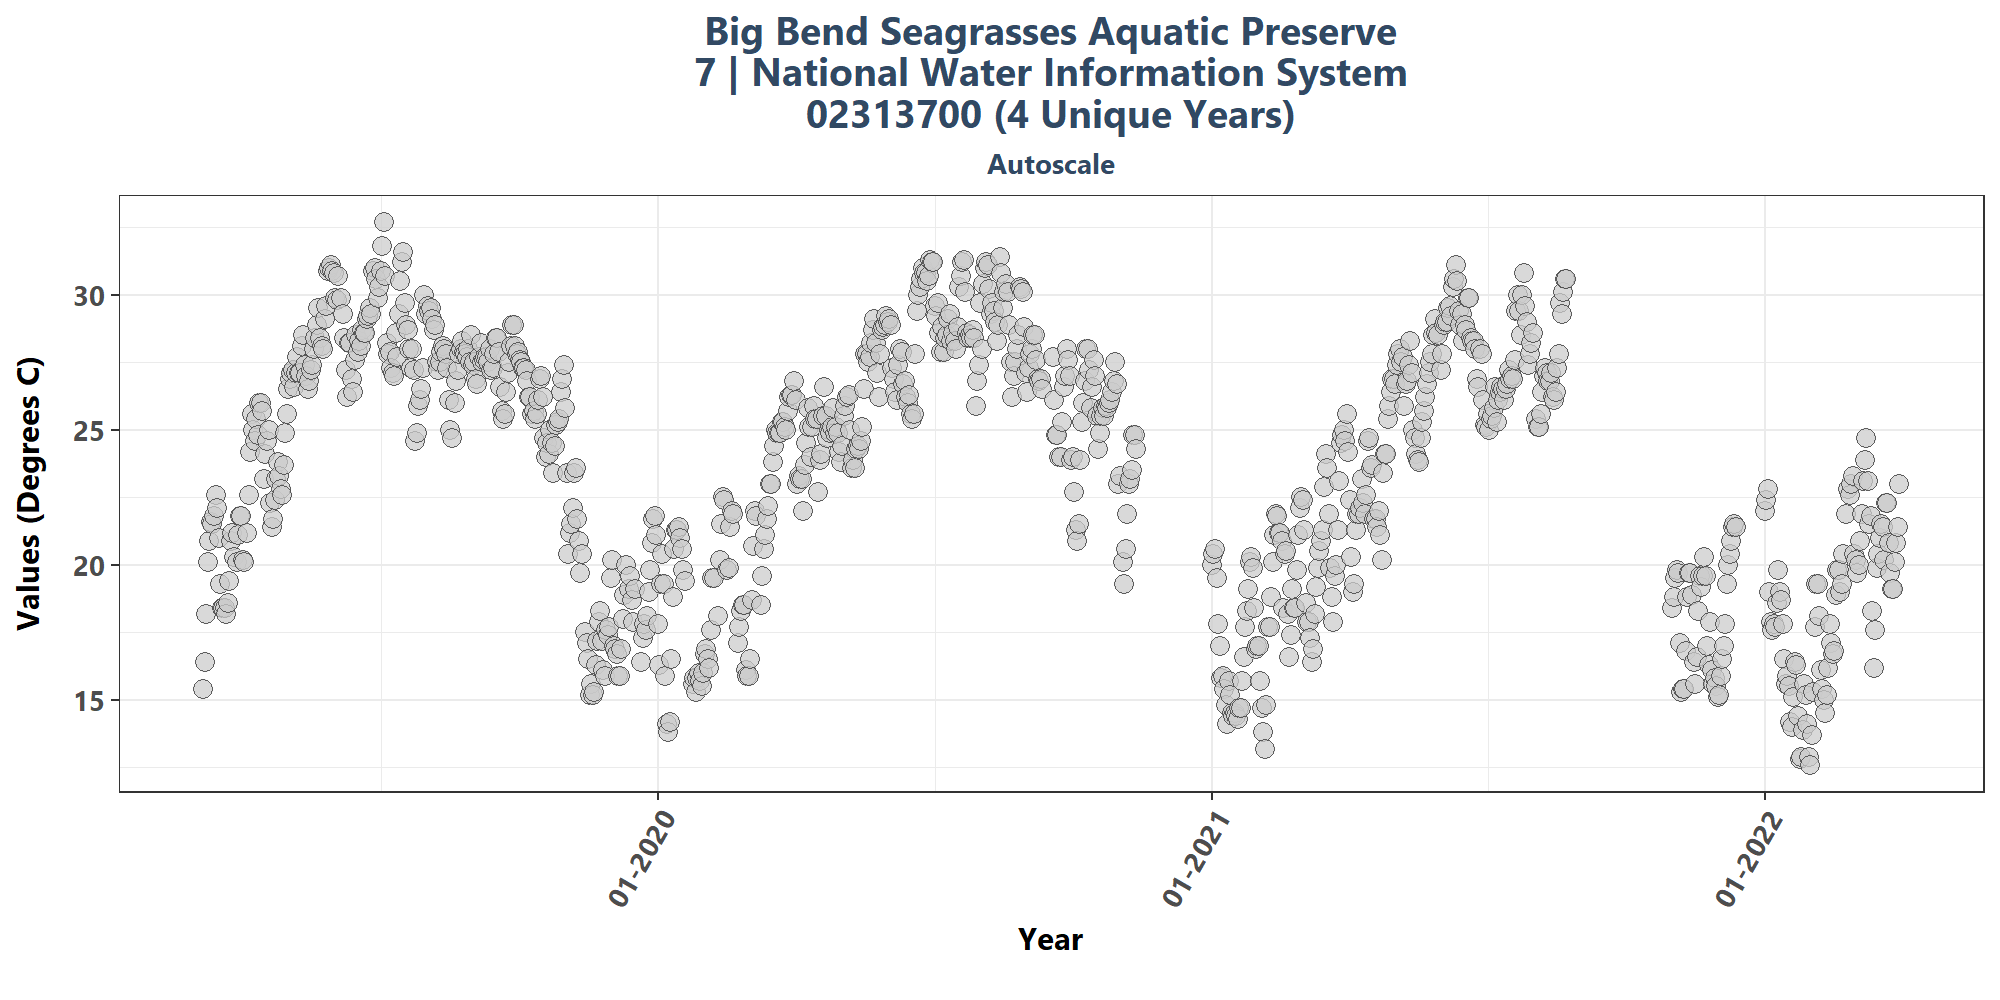 Big Bend Seagrasses Aquatic Preserve
7 | National Water Information System
02313700 (4 Unique Years)
Autoscale
Values (Degrees C)
30
25
20
15
01-2020
01-2021
01-2022
Year